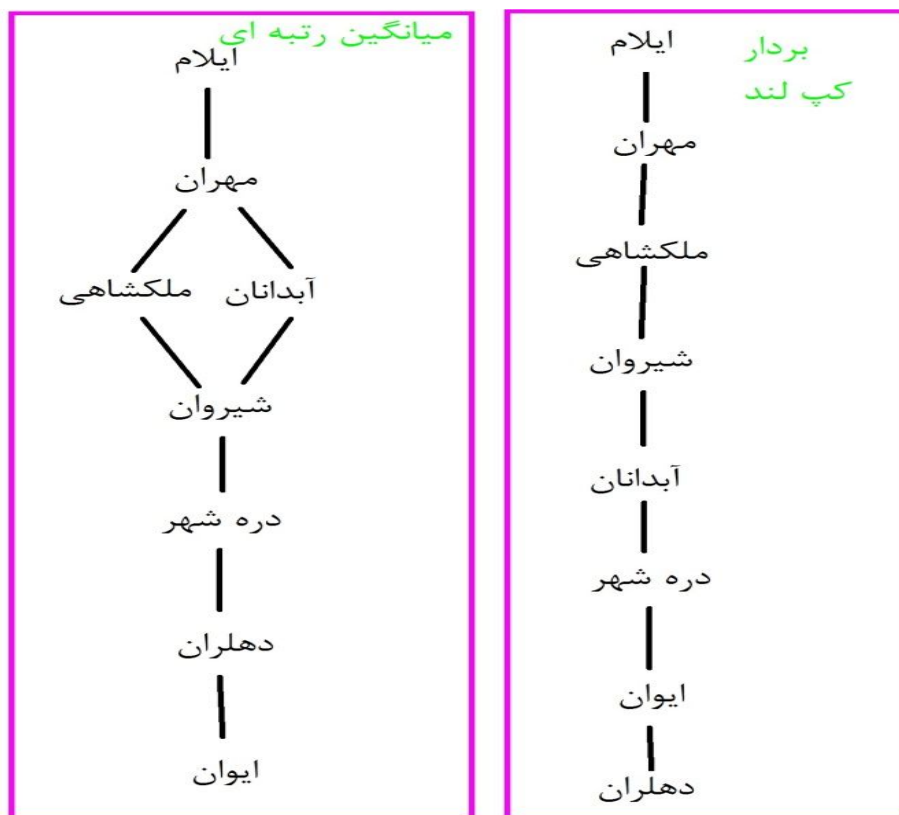 بردار
کپ لند
ایلام
مهران
ملکشاهی
شیروان
آبدانان
دره شهر
ایوان
دهلران
میانگین رتبه ای
ایلام
مهران
آبدانان ملکشاهی
شیروان
دره شهر
دهلران
ایوان